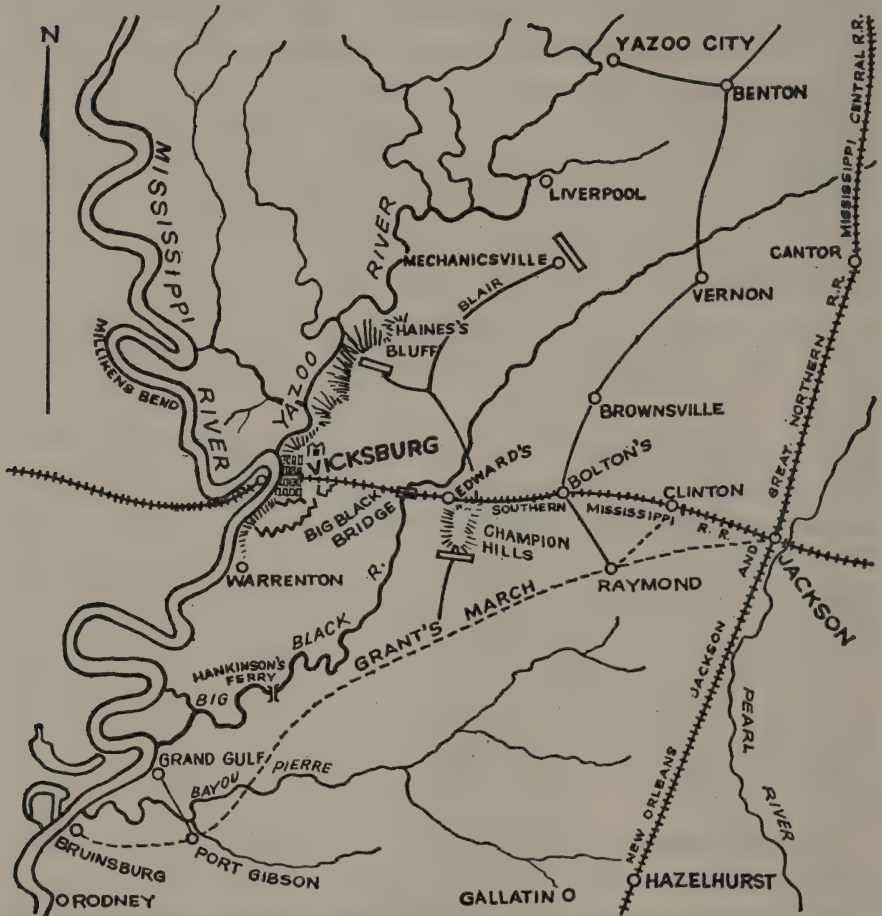 N
YAZOO CITY
BENTON
MISSISSIPPI CENTRAL R.R.
MISSISSIPPI
RIVER
LIVERPOOL
YAZOO
RIVER
MECHANICSVILLE
BLAIR
CANTOR
VERNON
HAINES'S
BLUFF
MILLIKENS BEND
BROWNSVILLE
GREAT NORTHERN R.R.
VICKSBURG
EDWARD'S
BOLTON'S
CLINTON
BIG BLACK
BRIDGE
SOUTHERN MISSISSIPPI R.R.
CHAMPION
HILLS
WARRENTON
RAYMOND
AND
JACKSON
GRANT'S MARCH
HANKINSON'S
FERRY
BIG BLACK R.
JACKSON
PEARL
RIVER
GRAND GULF
BAYOU PIERRE
BRUINSBURG
PORT GIBSON
NEW ORLEANS
RODNEY
GALLATIN
HAZELHURST